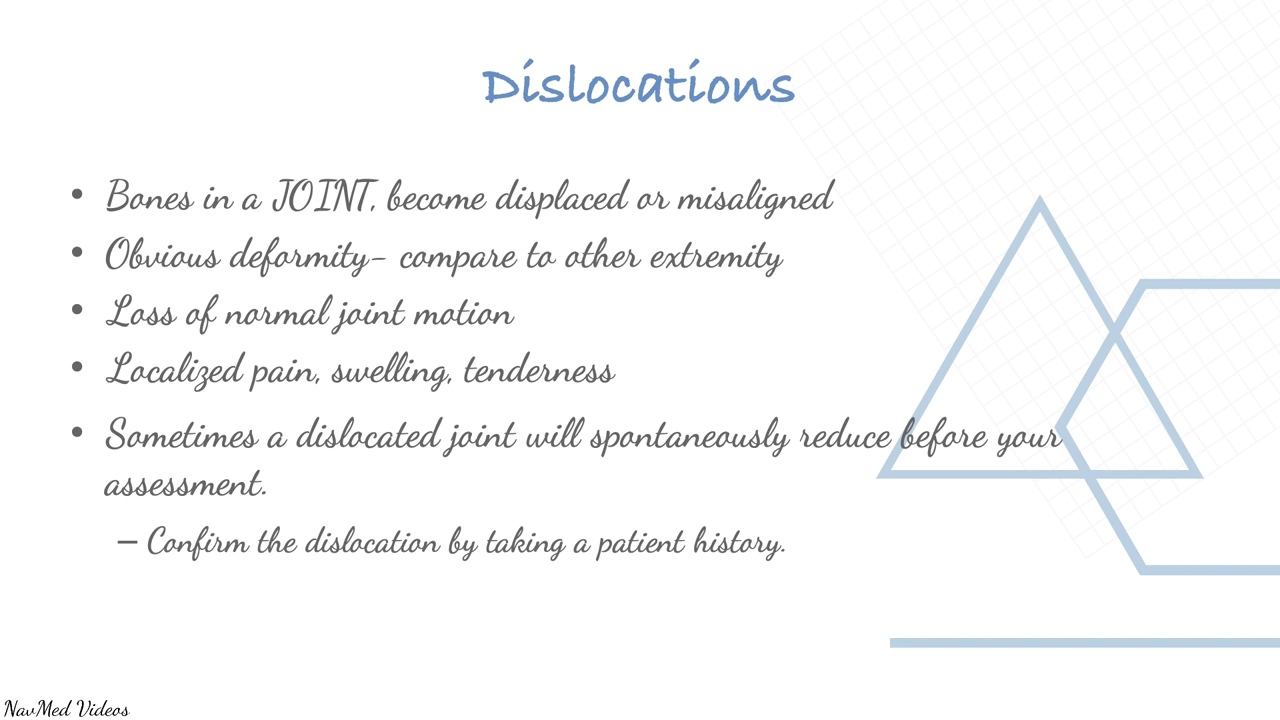 Dislocations
• Bones in a JOINT, become displaced or misaligned
• Obvious deformity- compare to other extremity
• Loss of normal joint motion
• Localized pain, swelling, tenderness
• Sometimes a dislocated joint will spontaneously reduce before your
assessment.
– Confirm the dislocation by taking a patient history.
NavMed Videos